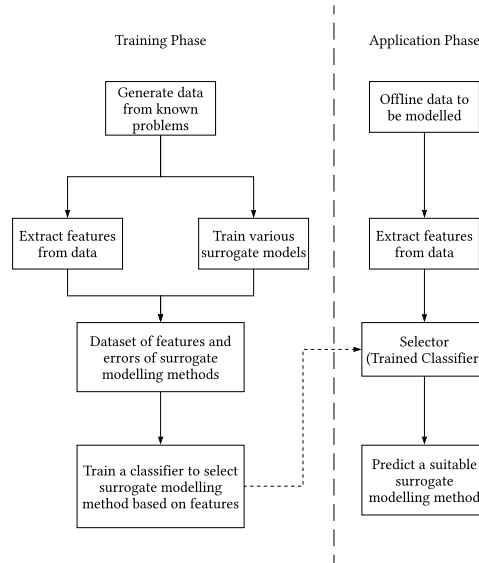 Training Phase
Generate data
from known
problems
Extract features
from data
Train various
surrogate models
Dataset of features and
errors of surrogate
modelling methods
Train a classifier to select
surrogate modelling
method based on features
Application Phase
Offline data to
be modelled
Extract features
from data
Selector
(Trained Classifier
Predict a suitable
surrogate
modelling method